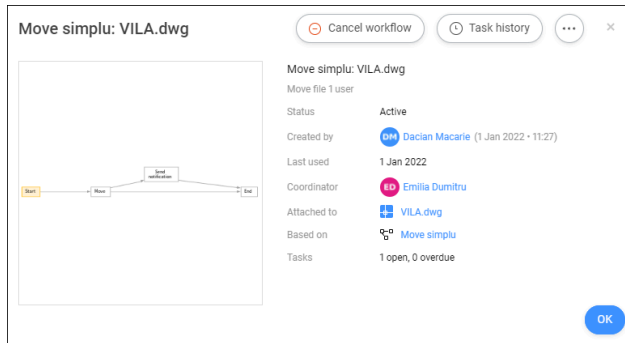 Move simplu: VILA.dwg
Cancel workflow
Task history
Move simplu: VILA.dwg
Move file 1 user
Status Active
Created by DM Dacian Macarie (1 Jan 2022 • 11:27)
Last used 1 Jan 2022
Coordinator ED Emilia Dumitru
Attached to VILA.dwg
Based on Move simplu
Tasks 1 open, 0 overdue
Send
notification
Start
Move
End
OK